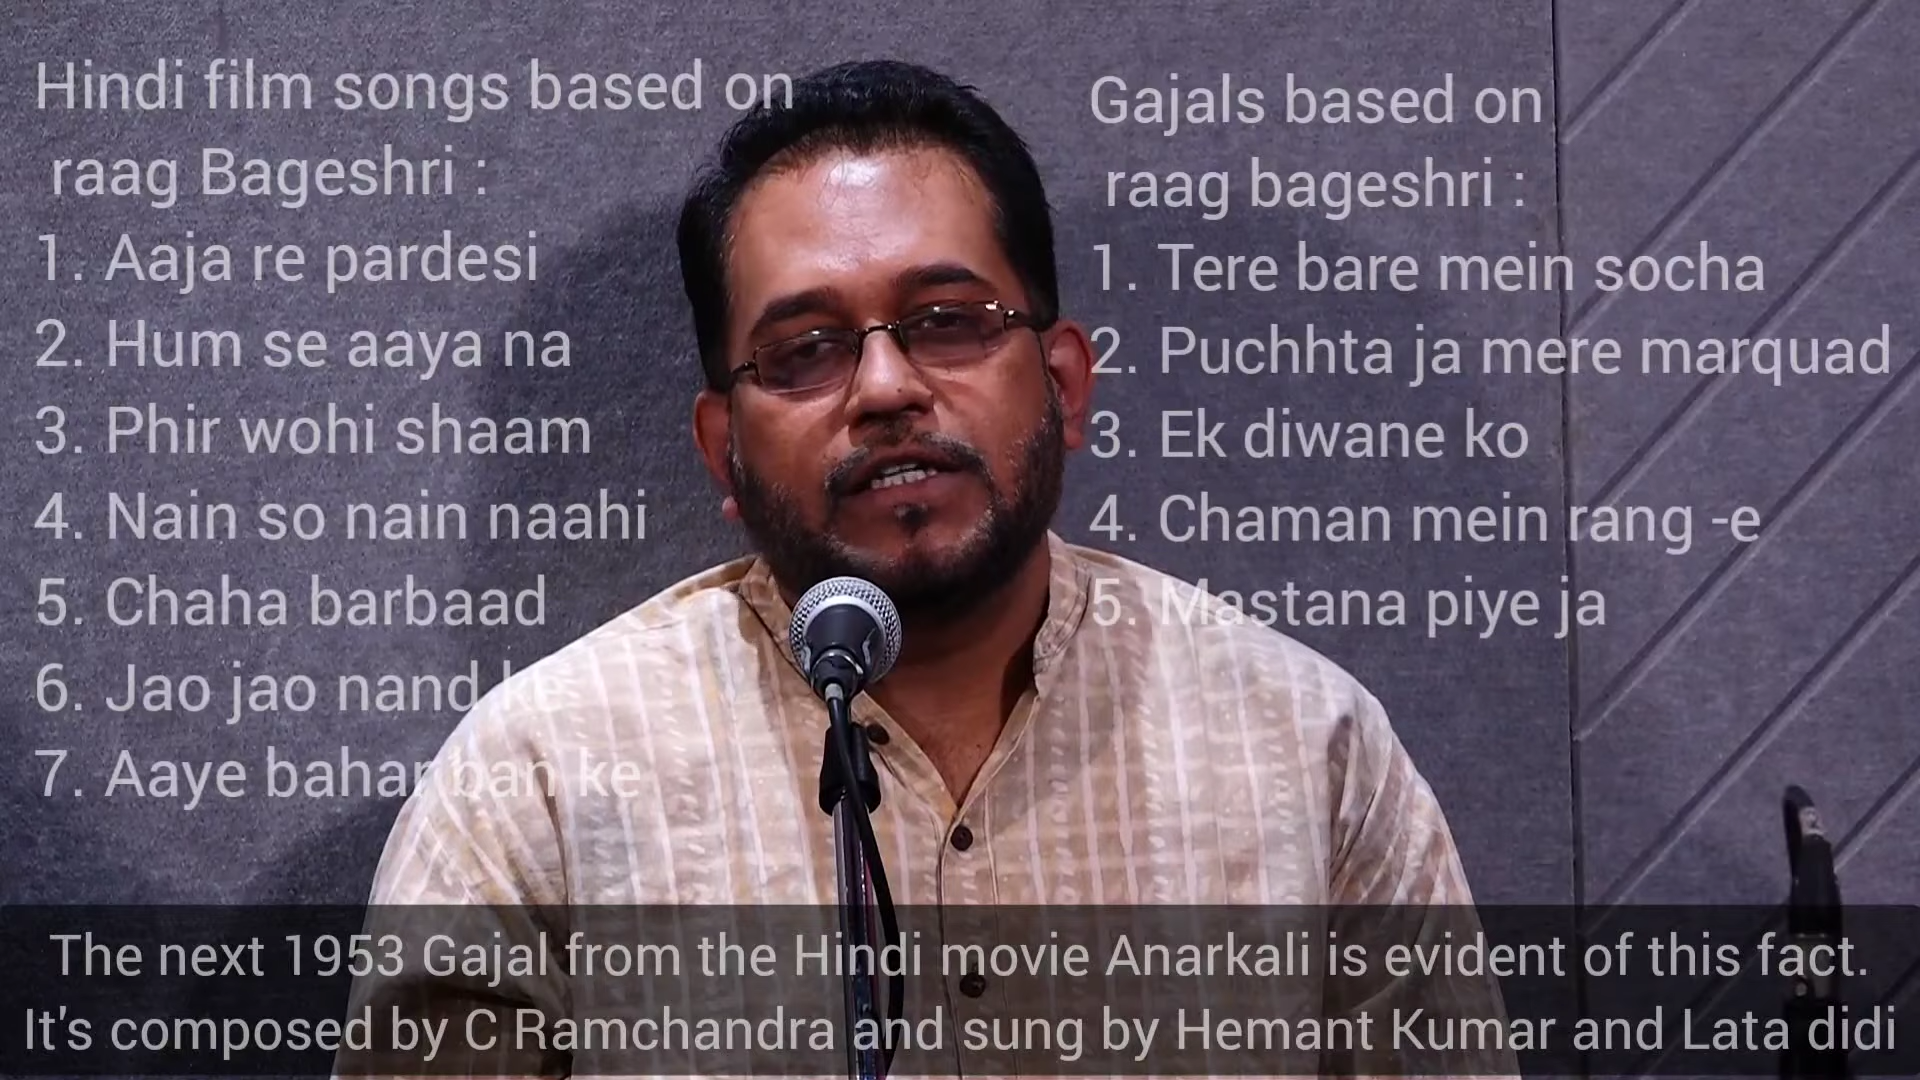 Hindi film songs based on
raag Bageshri :
1. Aaja re pardesi
2. Hum se aaya na
3. Phir wohi shaam
4. Nain so nain naahi
5. Chaha barbaad
6. Jao jao nand ke
7. Aaye bahar ban ke
Gajals based on
raag bageshri :
1. Tere bare mein socha
2. Puchhta ja mere marquad
3. Ek diwane ko
4. Chaman mein rang -e
5. Mastana piye ja
The next 1953 Gajal from the Hindi movie Anarkali is evident of this fact.
It's composed by C Ramchandra and sung by Hemant Kumar and Lata didi